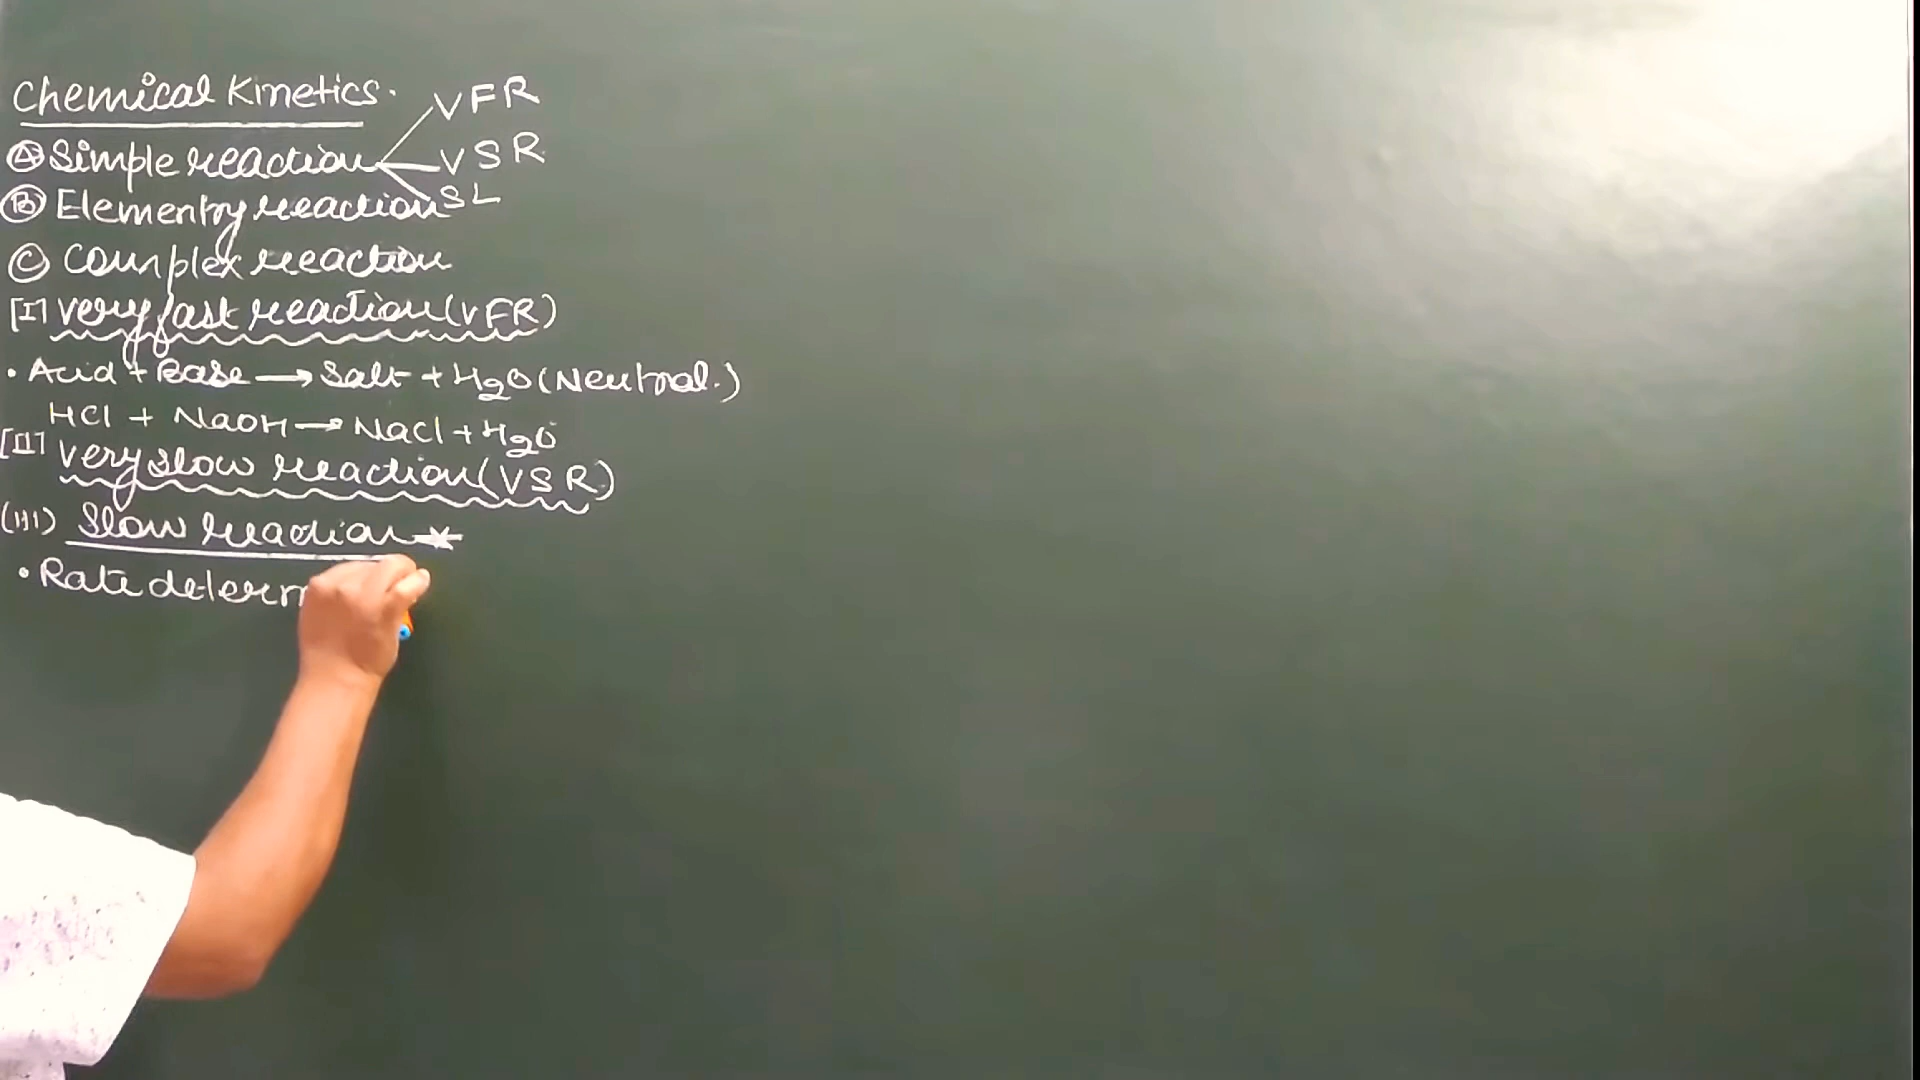 Chemical Kinetics.
VFR
Ⓐ Simple reaction
VSR
Ⓑ Elementry reaction
SL
Ⓒ Complex reaction
[I] very fast reaction (VFR)
• Acid + Base → Salt + H2O (Neutral.)
HCl + NaOH → NaCl + H2O
[II] Very slow reaction (VSR)
(III) Slow reaction *
• Rate determ